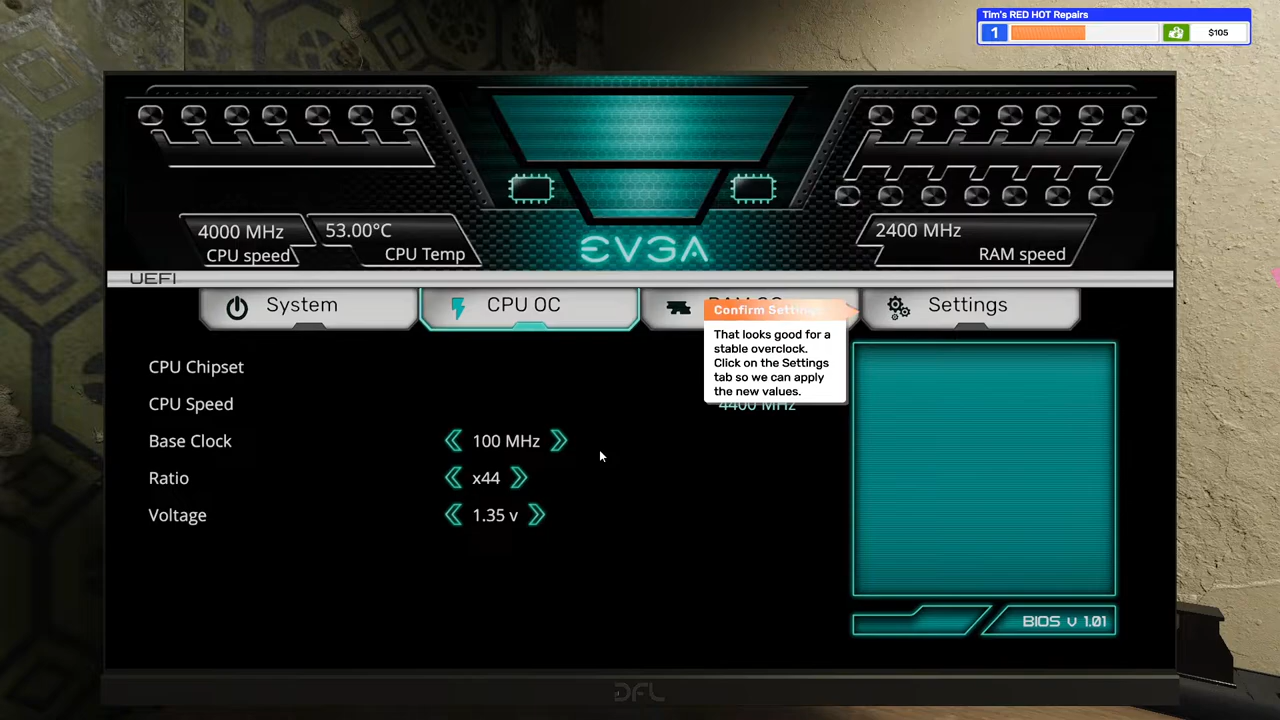 Tim's RED HOT Repairs
1
$105
4000 MHz
CPU speed
53.00°C
CPU Temp
EVGA
2400 MHz
RAM speed
UEFI
System
CPU OC
Settings
Confirm Settings
That looks good for a
stable overclock.
Click on the Settings
tab so we can apply
the new values.
CPU Chipset
CPU Speed
4400 MHz
Base Clock
100 MHz
Ratio
x44
Voltage
1.35 v
BIOS v 1.01
DFL